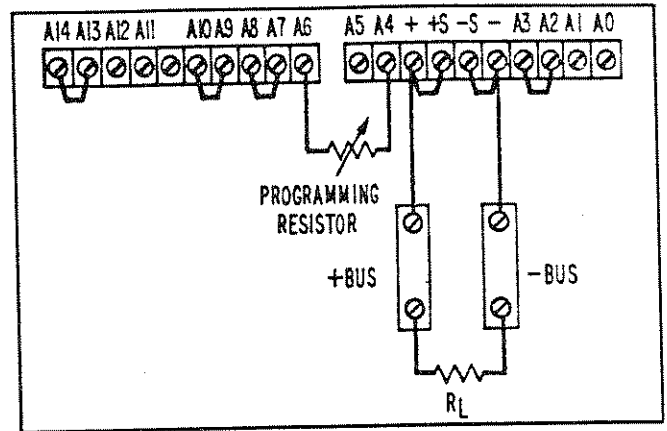 A14 A13 A12 A11 A10 A9 A8 A7 A6 A5 A4 + +S -S - A3 A2 A1 A0
PROGRAMMING
RESISTOR
+BUS
-BUS
RL